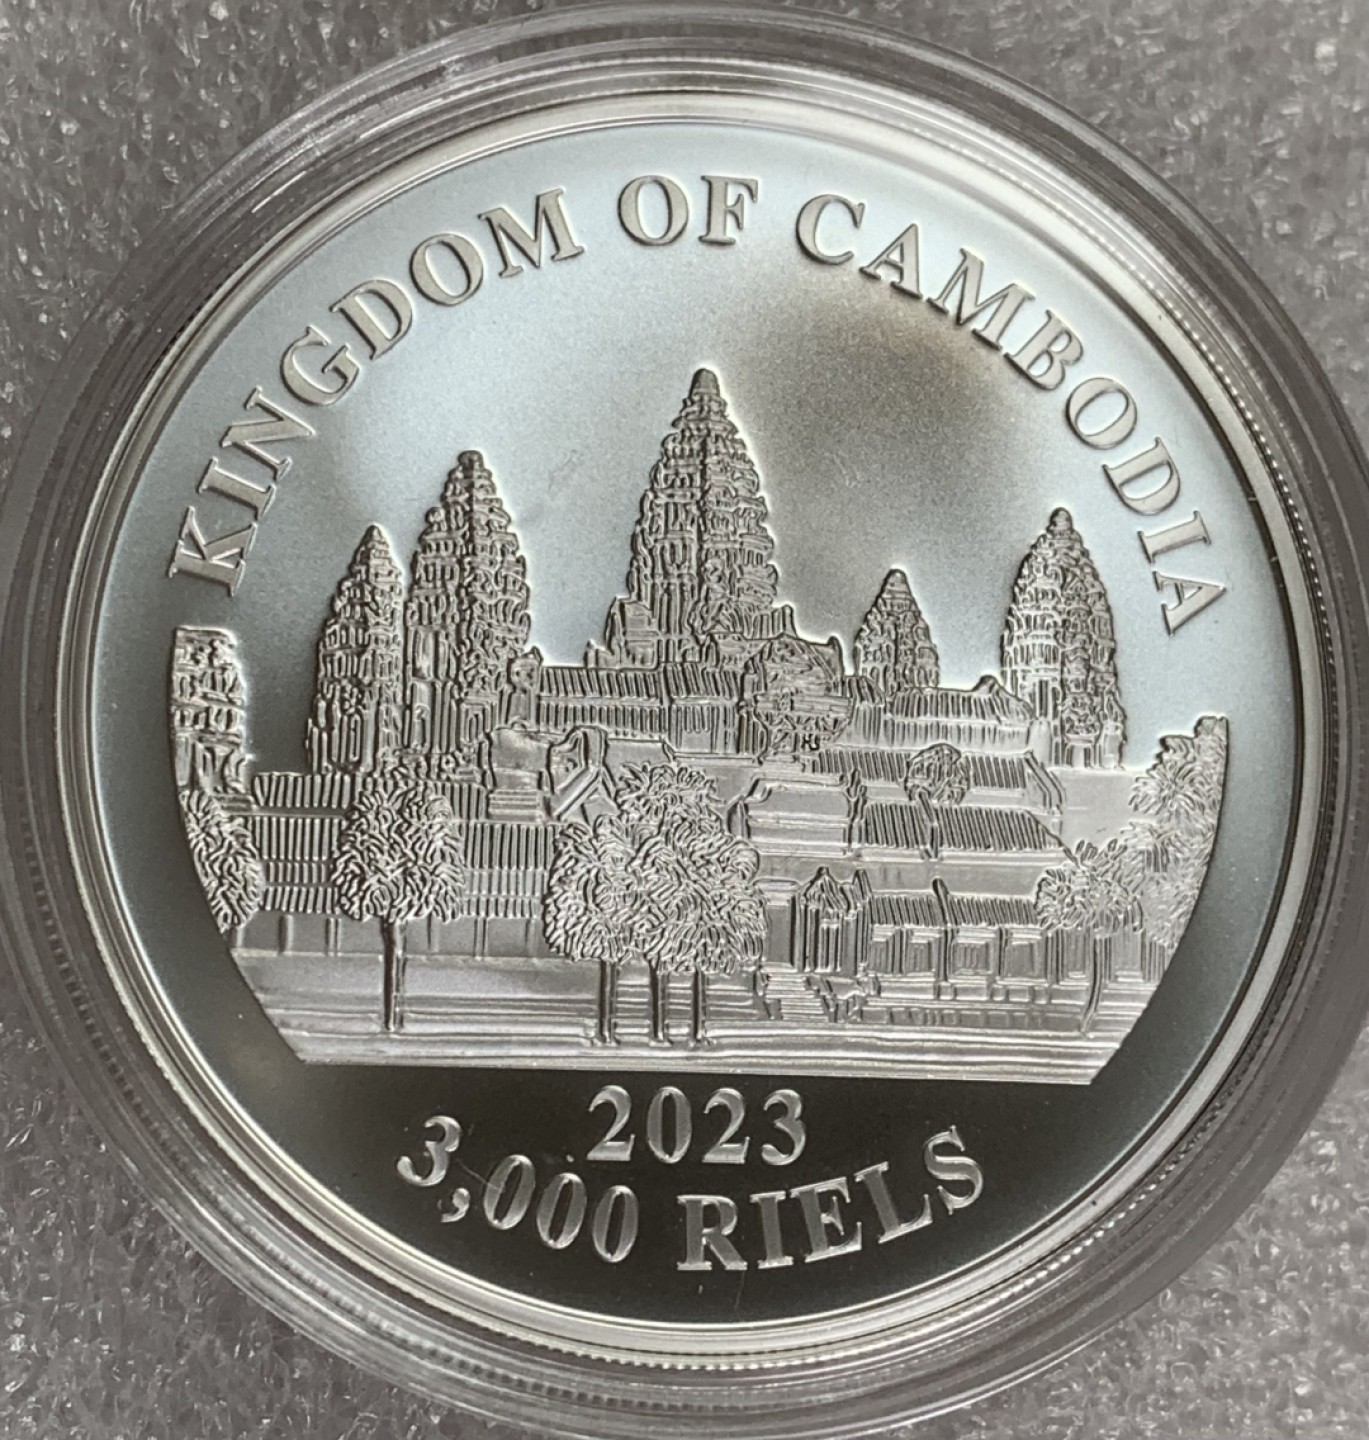 KINGDOM OF CAMBODIA
2023
3,000 RIELS